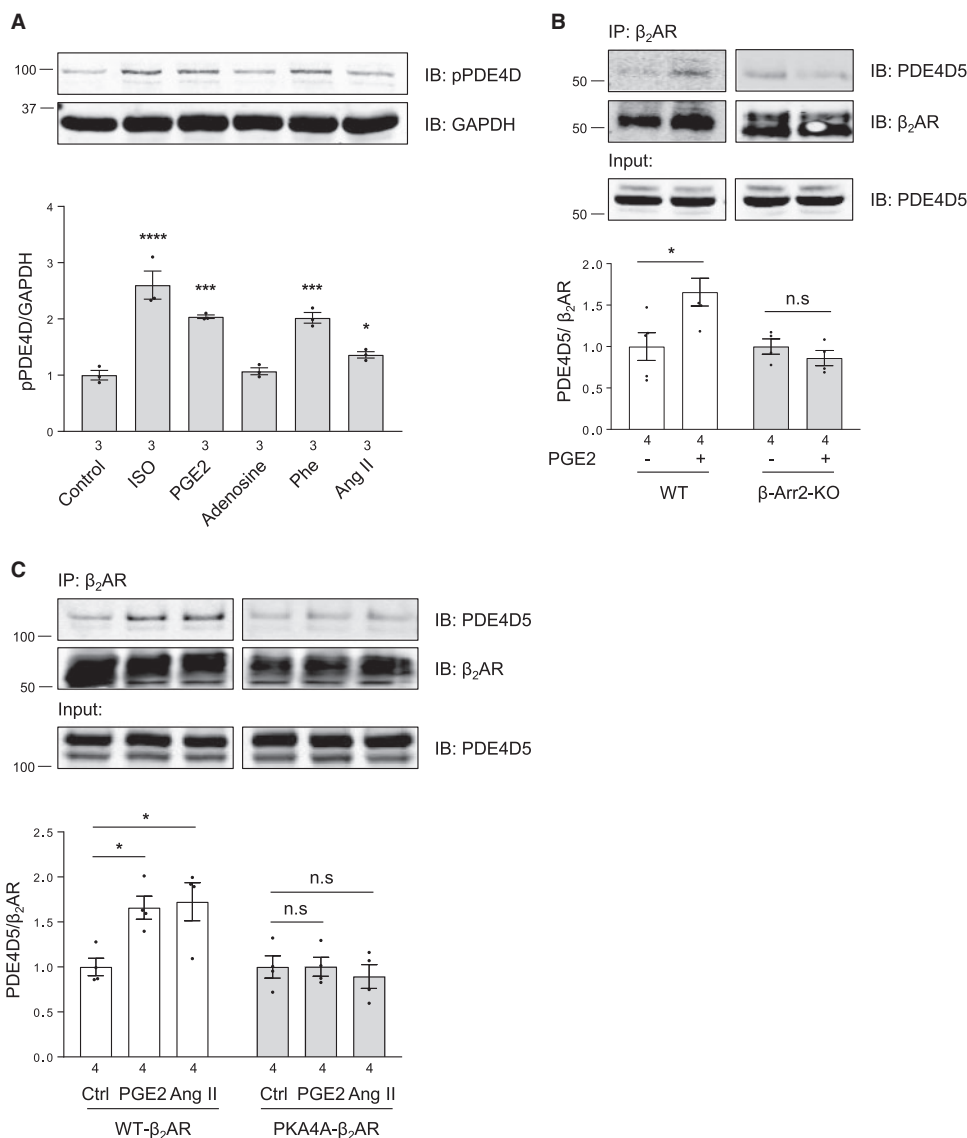 A
100
IB: pPDE4D
37
IB: GAPDH
pPDE4D/GAPDH
4
3
2
1
0
****
***
***
*
3 3 3 3 3 3
Control ISO PGE2 Adenosine Phe Ang II
B
IP: β₂AR
50
IB: PDE4D5
50
IB: β₂AR
Input:
50
IB: PDE4D5
PDE4D5/ β₂AR
2.0
1.5
1.0
0.5
0.0
*
n.s
4 4 4 4
PGE2 - + - +
WT β-Arr2-KO
C
IP: β₂AR
100
IB: PDE4D5
50
IB: β₂AR
Input:
100
IB: PDE4D5
PDE4D5/β₂AR
2.5
2.0
1.5
1.0
0.5
0.0
*
*
n.s
n.s
4 4 4 4 4 4
Ctrl PGE2 Ang II Ctrl PGE2 Ang II
WT-β₂AR PKA4A-β₂AR